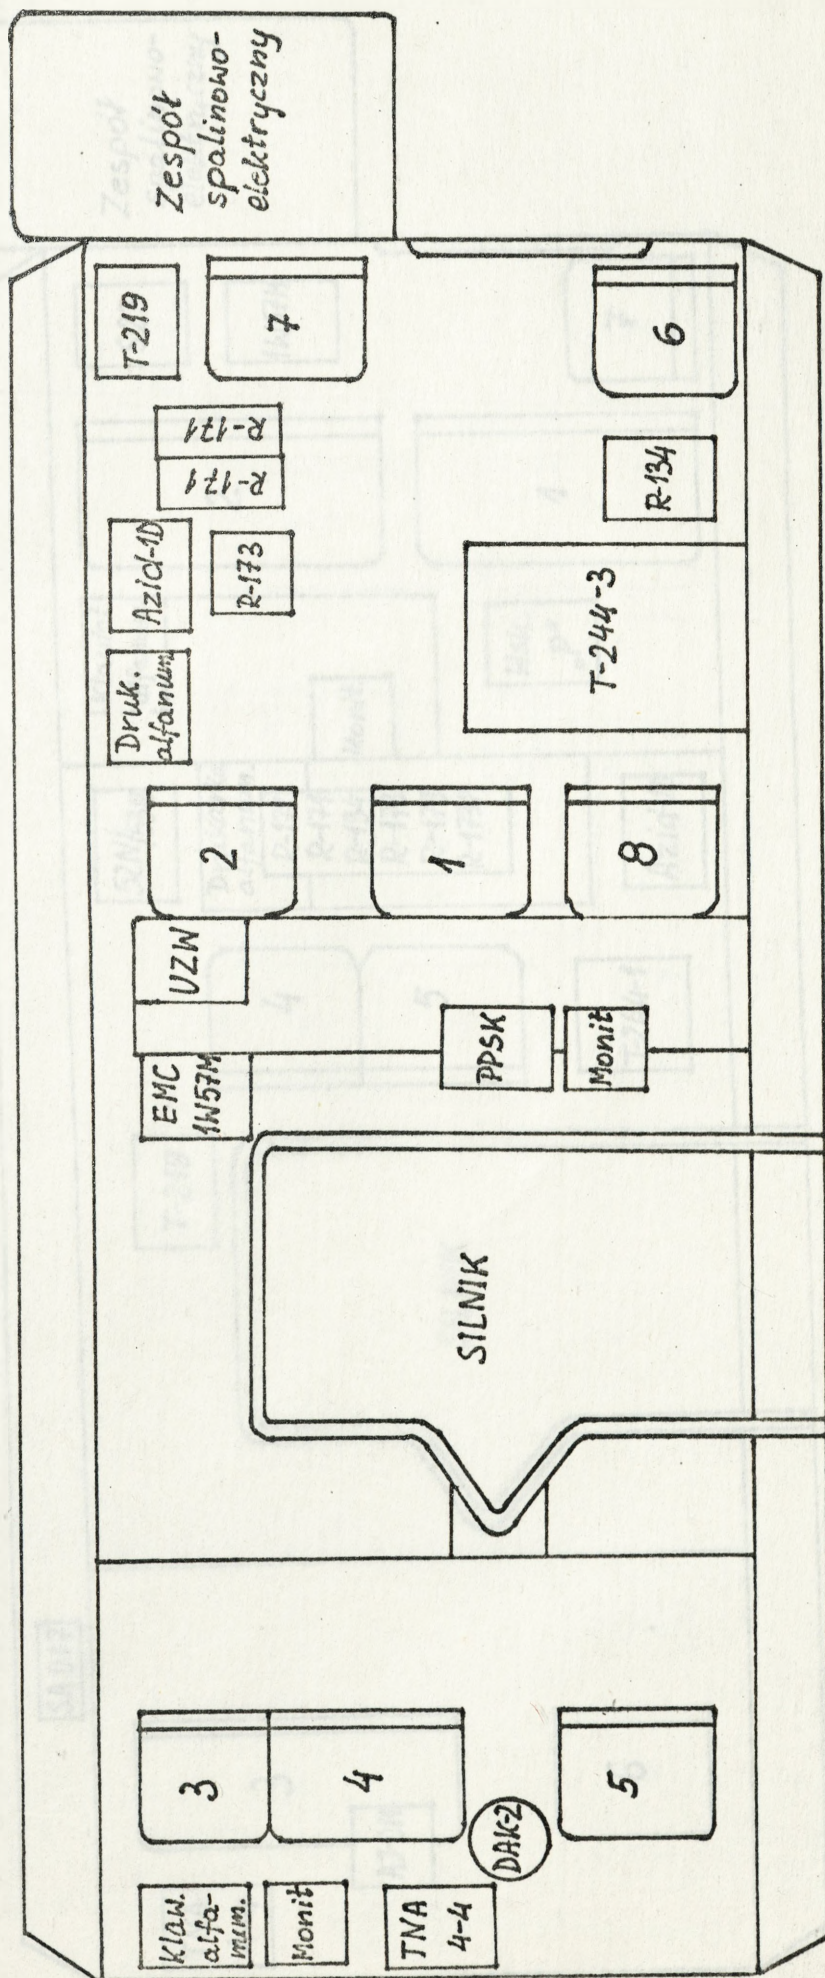 Zespół
spalinowo-
elektryczny
T-219
7
6
R-171
R-171
R-134
Azid-1D
R-173
T-244-3
Druk.
alfanum
2
1
8
UZW
EMC
1W57M
PPSK
Monit
SILNIK
3
4
5
DAK-2
Klaw.
alfa-
num.
Monit
TNA
4-4